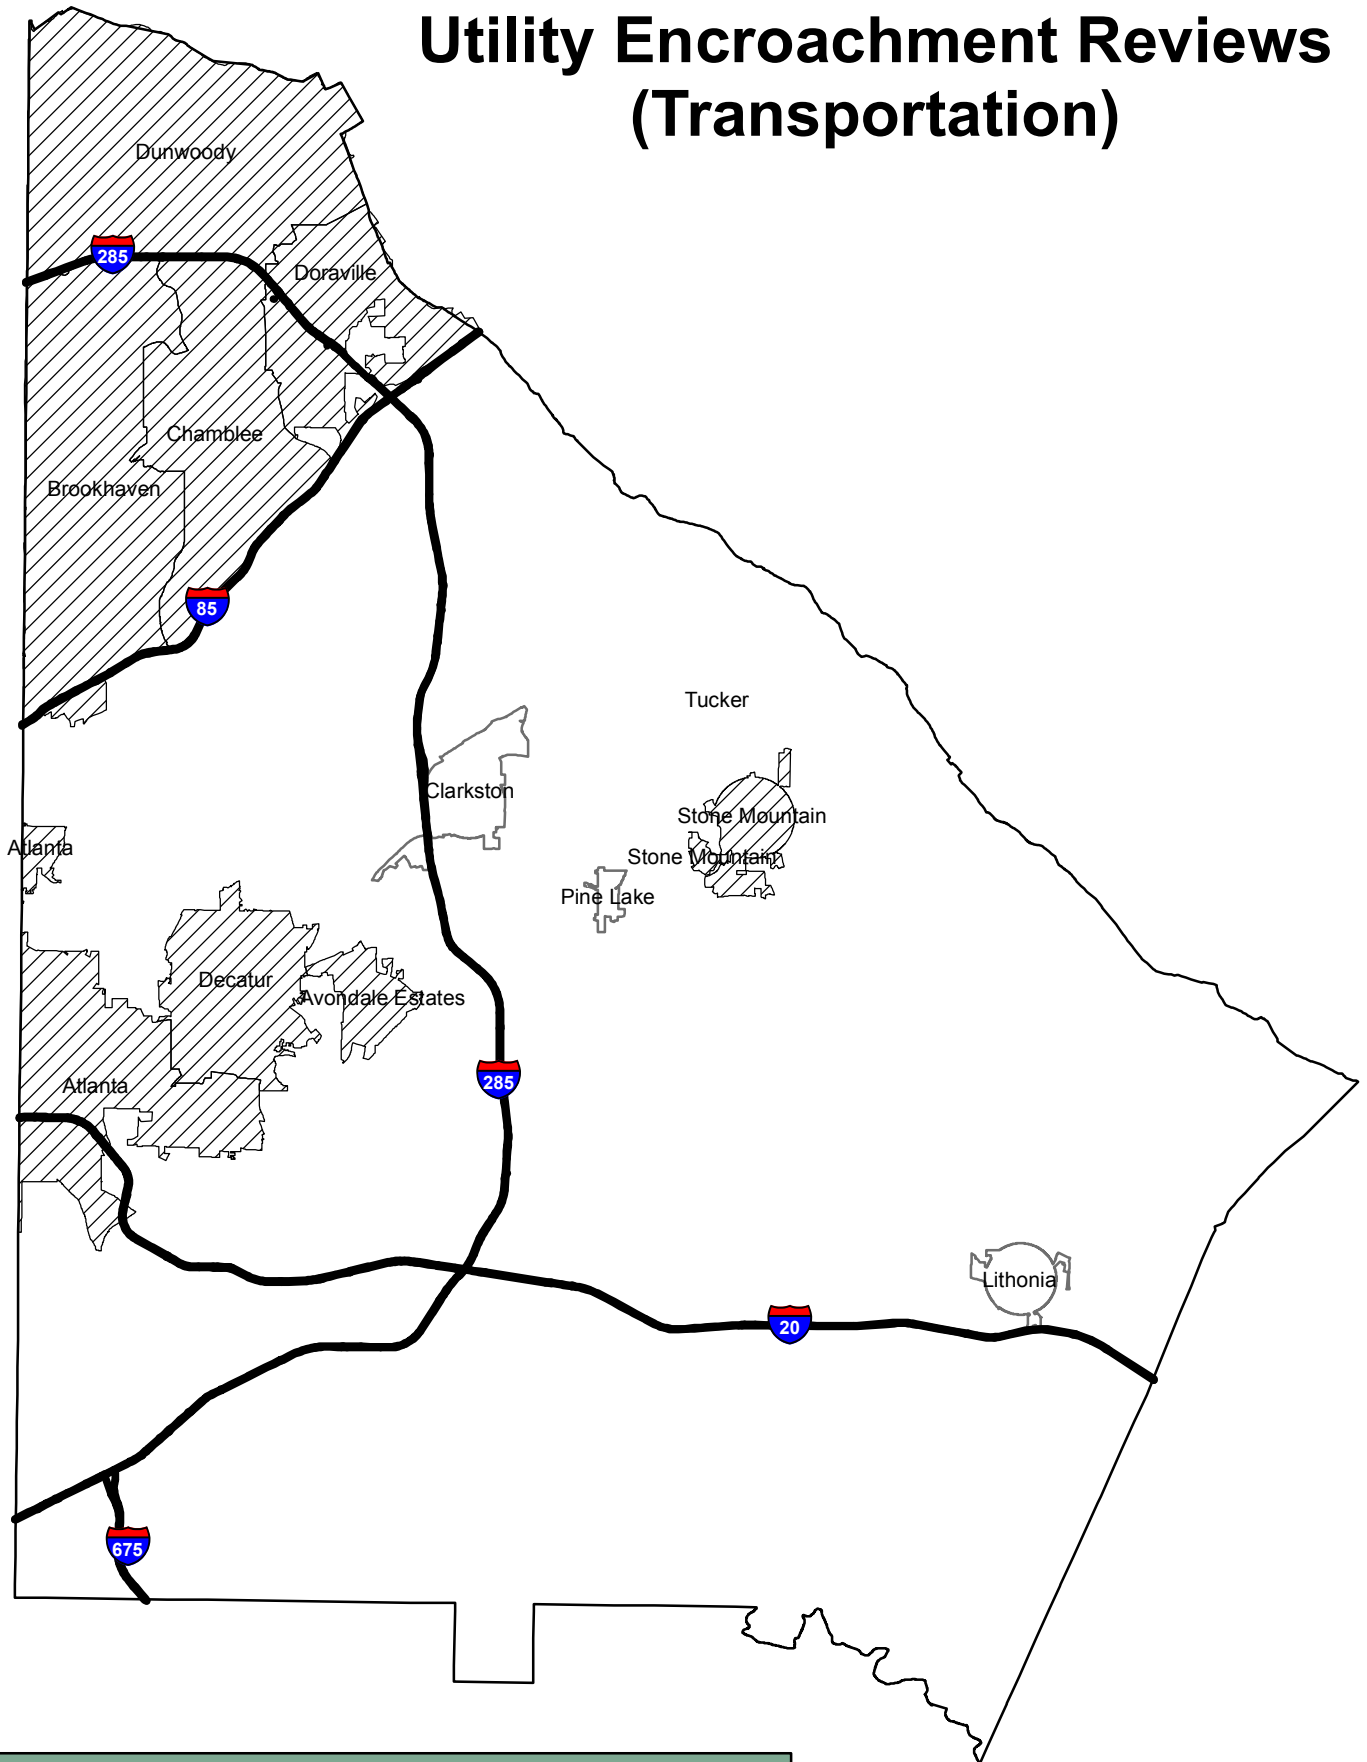 Utility Encroachment Reviews
(Transportation)
Dunwoody
285
Doraville
Chamblee
Brookhaven
85
Tucker
Clarkston
Stone Mountain
Atlanta
Stone Mountain
Pine Lake
Decatur
Avondale Estates
285
Atlanta
Lithonia
20
675